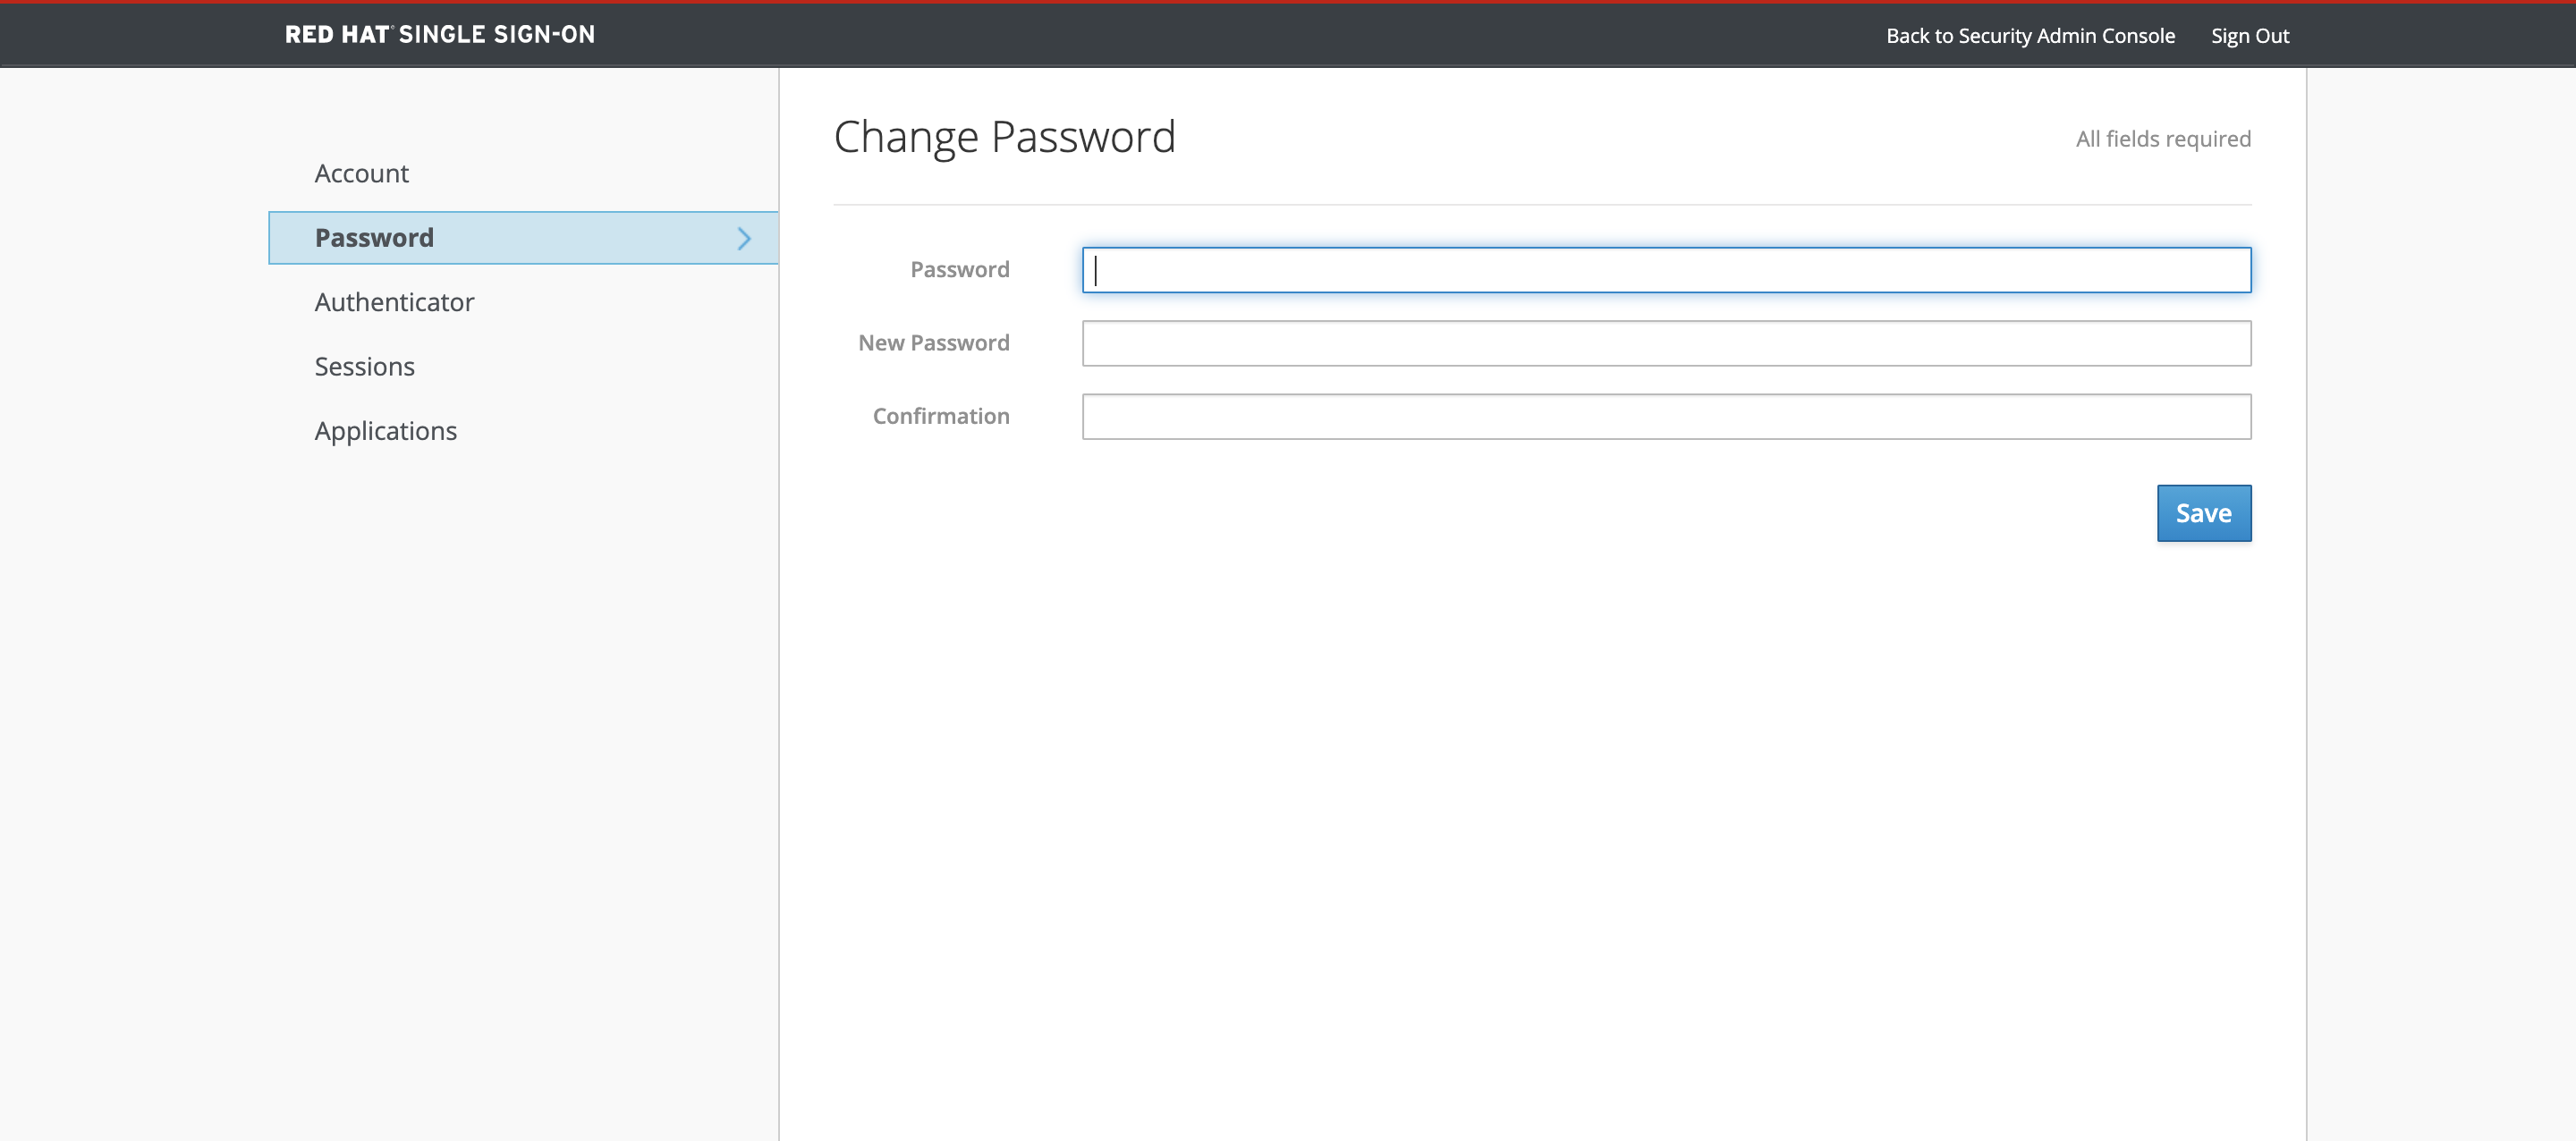 RED HAT® SINGLE SIGN-ON
Back to Security Admin Console Sign Out
Account
Password
Authenticator
Sessions
Applications
Change Password
All fields required
Password
New Password
Confirmation
Save